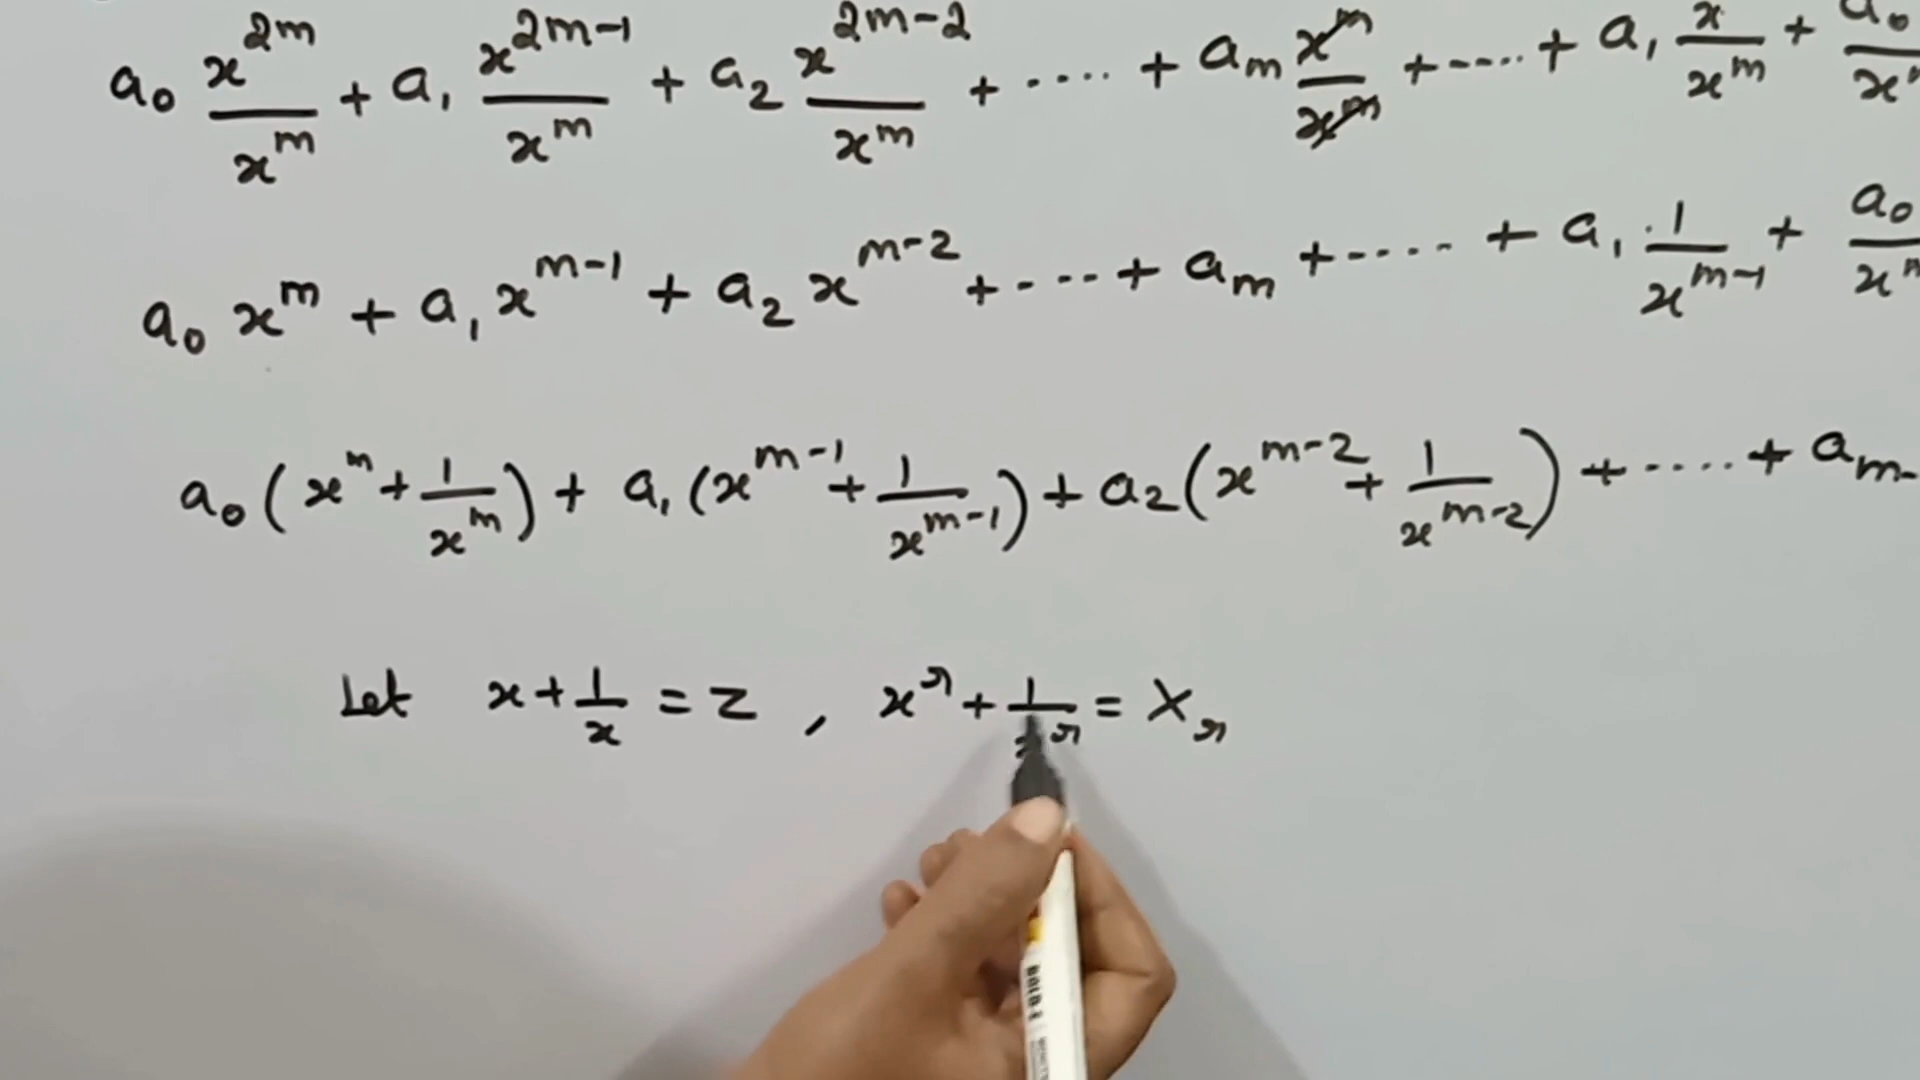 a₀ x^{2m}/x^m + a₁ x^{2m-1}/x^m + a₂ x^{2m-2}/x^m + .... + a_m x^m/x^m + .... + a₁ x/x^m + a₀/x^m
a₀ x^m + a₁ x^{m-1} + a₂ x^{m-2} + .... + a_m + .... + a₁ 1/x^{m-1} + a₀/x^m
a₀ (x^m + 1/x^m) + a₁ (x^{m-1} + 1/x^{m-1}) + a₂ (x^{m-2} + 1/x^{m-2}) + .... + a_{m-
Let x + 1/x = z , x^r + 1/x^r = X_r